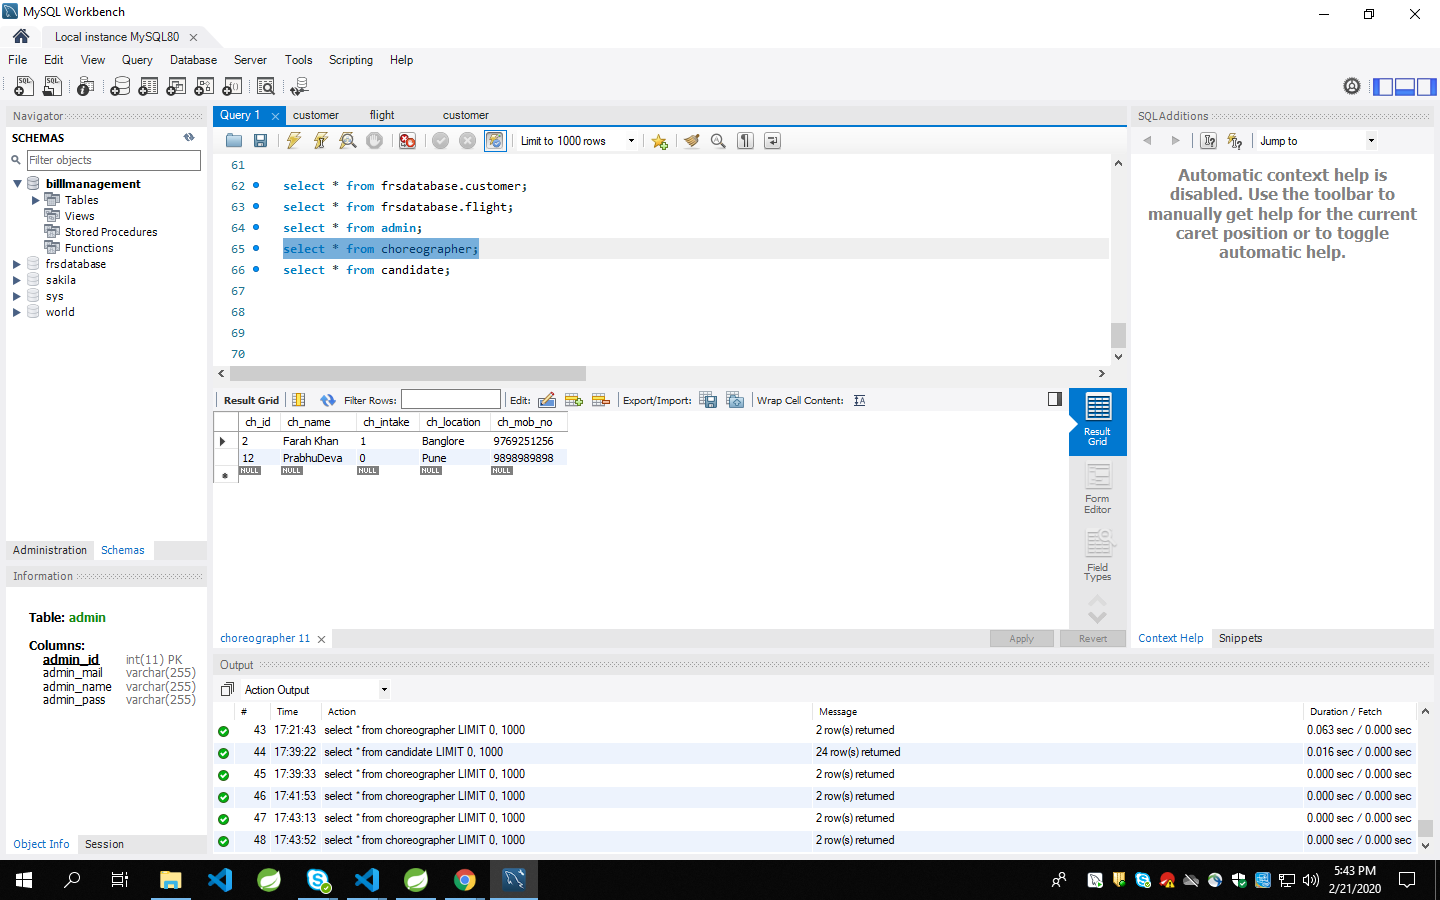 MySQL Workbench
Local instance MySQL80
File Edit View Query Database Server Tools Scripting Help
Navigator
SCHEMAS
Filter objects
billlmanagement
Tables
Views
Stored Procedures
Functions
frsdatabase
sakila
sys
world
Administration Schemas
Information
Table: admin
Columns:
admin_id int(11) PK
admin_mail varchar(255)
admin_name varchar(255)
admin_pass varchar(255)
Object Info Session
Query 1 customer flight customer
Limit to 1000 rows
61
62 select * from frsdatabase.customer;
63 select * from frsdatabase.flight;
64 select * from admin;
65 select * from choreographer;
66 select * from candidate;
67
68
69
70
Result Grid Filter Rows: Edit: Export/Import: Wrap Cell Content:
ch_id ch_name ch_intake ch_location ch_mob_no
2 Farah Khan 1 Banglore 9769251256
12 PrabhuDeva 0 Pune 9898989898
NULL NULL NULL NULL NULL
Result
Grid
Form
Editor
Field
Types
choreographer 11 Apply Revert
SQLAdditions
Jump to
Automatic context help is
disabled. Use the toolbar to
manually get help for the current
caret position or to toggle
automatic help.
Context Help Snippets
Output
Action Output
# Time Action Message Duration / Fetch
43 17:21:43 select * from choreographer LIMIT 0, 1000 2 row(s) returned 0.063 sec / 0.000 sec
44 17:39:22 select * from candidate LIMIT 0, 1000 24 row(s) returned 0.016 sec / 0.000 sec
45 17:39:33 select * from choreographer LIMIT 0, 1000 2 row(s) returned 0.000 sec / 0.000 sec
46 17:41:53 select * from choreographer LIMIT 0, 1000 2 row(s) returned 0.000 sec / 0.000 sec
47 17:43:13 select * from choreographer LIMIT 0, 1000 2 row(s) returned 0.000 sec / 0.000 sec
48 17:43:52 select * from choreographer LIMIT 0, 1000 2 row(s) returned 0.000 sec / 0.000 sec
5:43 PM
2/21/2020